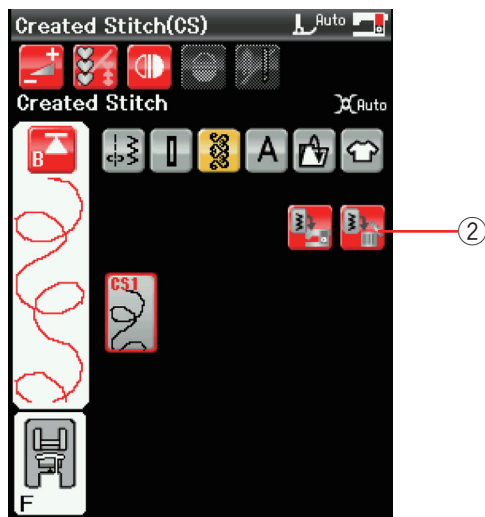 Created Stitch(CS) Auto
Created Stitch Auto
B A
CS1
F
②